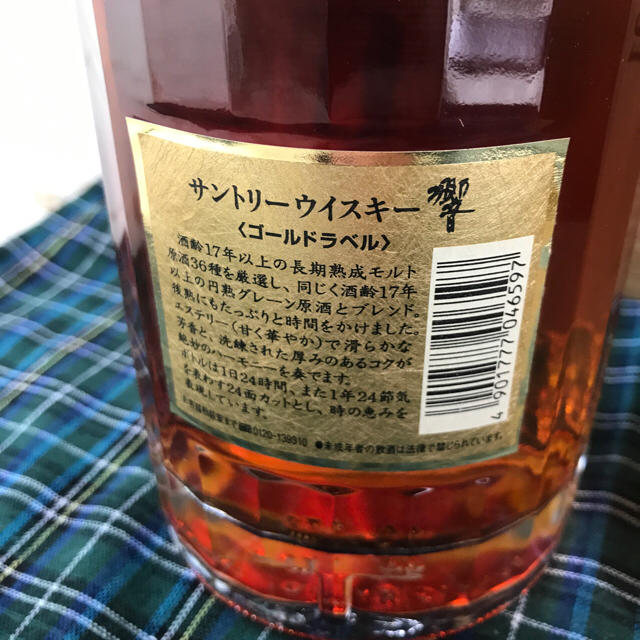 サントリーウイスキー 響
〈ゴールドラベル〉
酒齢17年以上の長期熟成モルト
原酒36種を厳選し、同じく酒齢17年
以上の円熟グレーン原酒とブレンド。
後熟にもたっぷりと時間をかけました。
エステリー(甘く華やか)で滑らかな
芳香と、洗練された厚みのあるコクが
絶妙のハーモニーを奏でます。
ボトルは1日24時間、また1年24節気
を表わす24面カットとし、時の恵みを
しています。
0120-139310 ●未成年者の飲酒は法律で禁じられています。
4 901777 046597